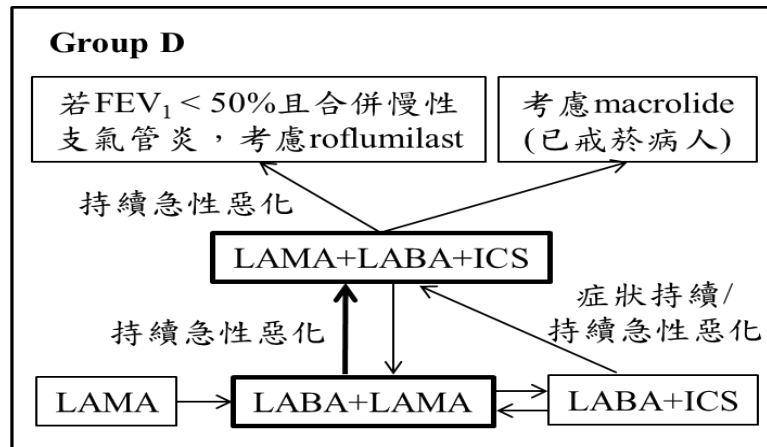 Group D
若FEV₁ < 50%且合併慢性
支氣管炎，考慮roflumilast
考慮macrolide
(已戒菸病人)
持續急性惡化
LAMA+LABA+ICS
持續急性惡化
症狀持續/
持續急性惡化
LAMA
LABA+LAMA
LABA+ICS